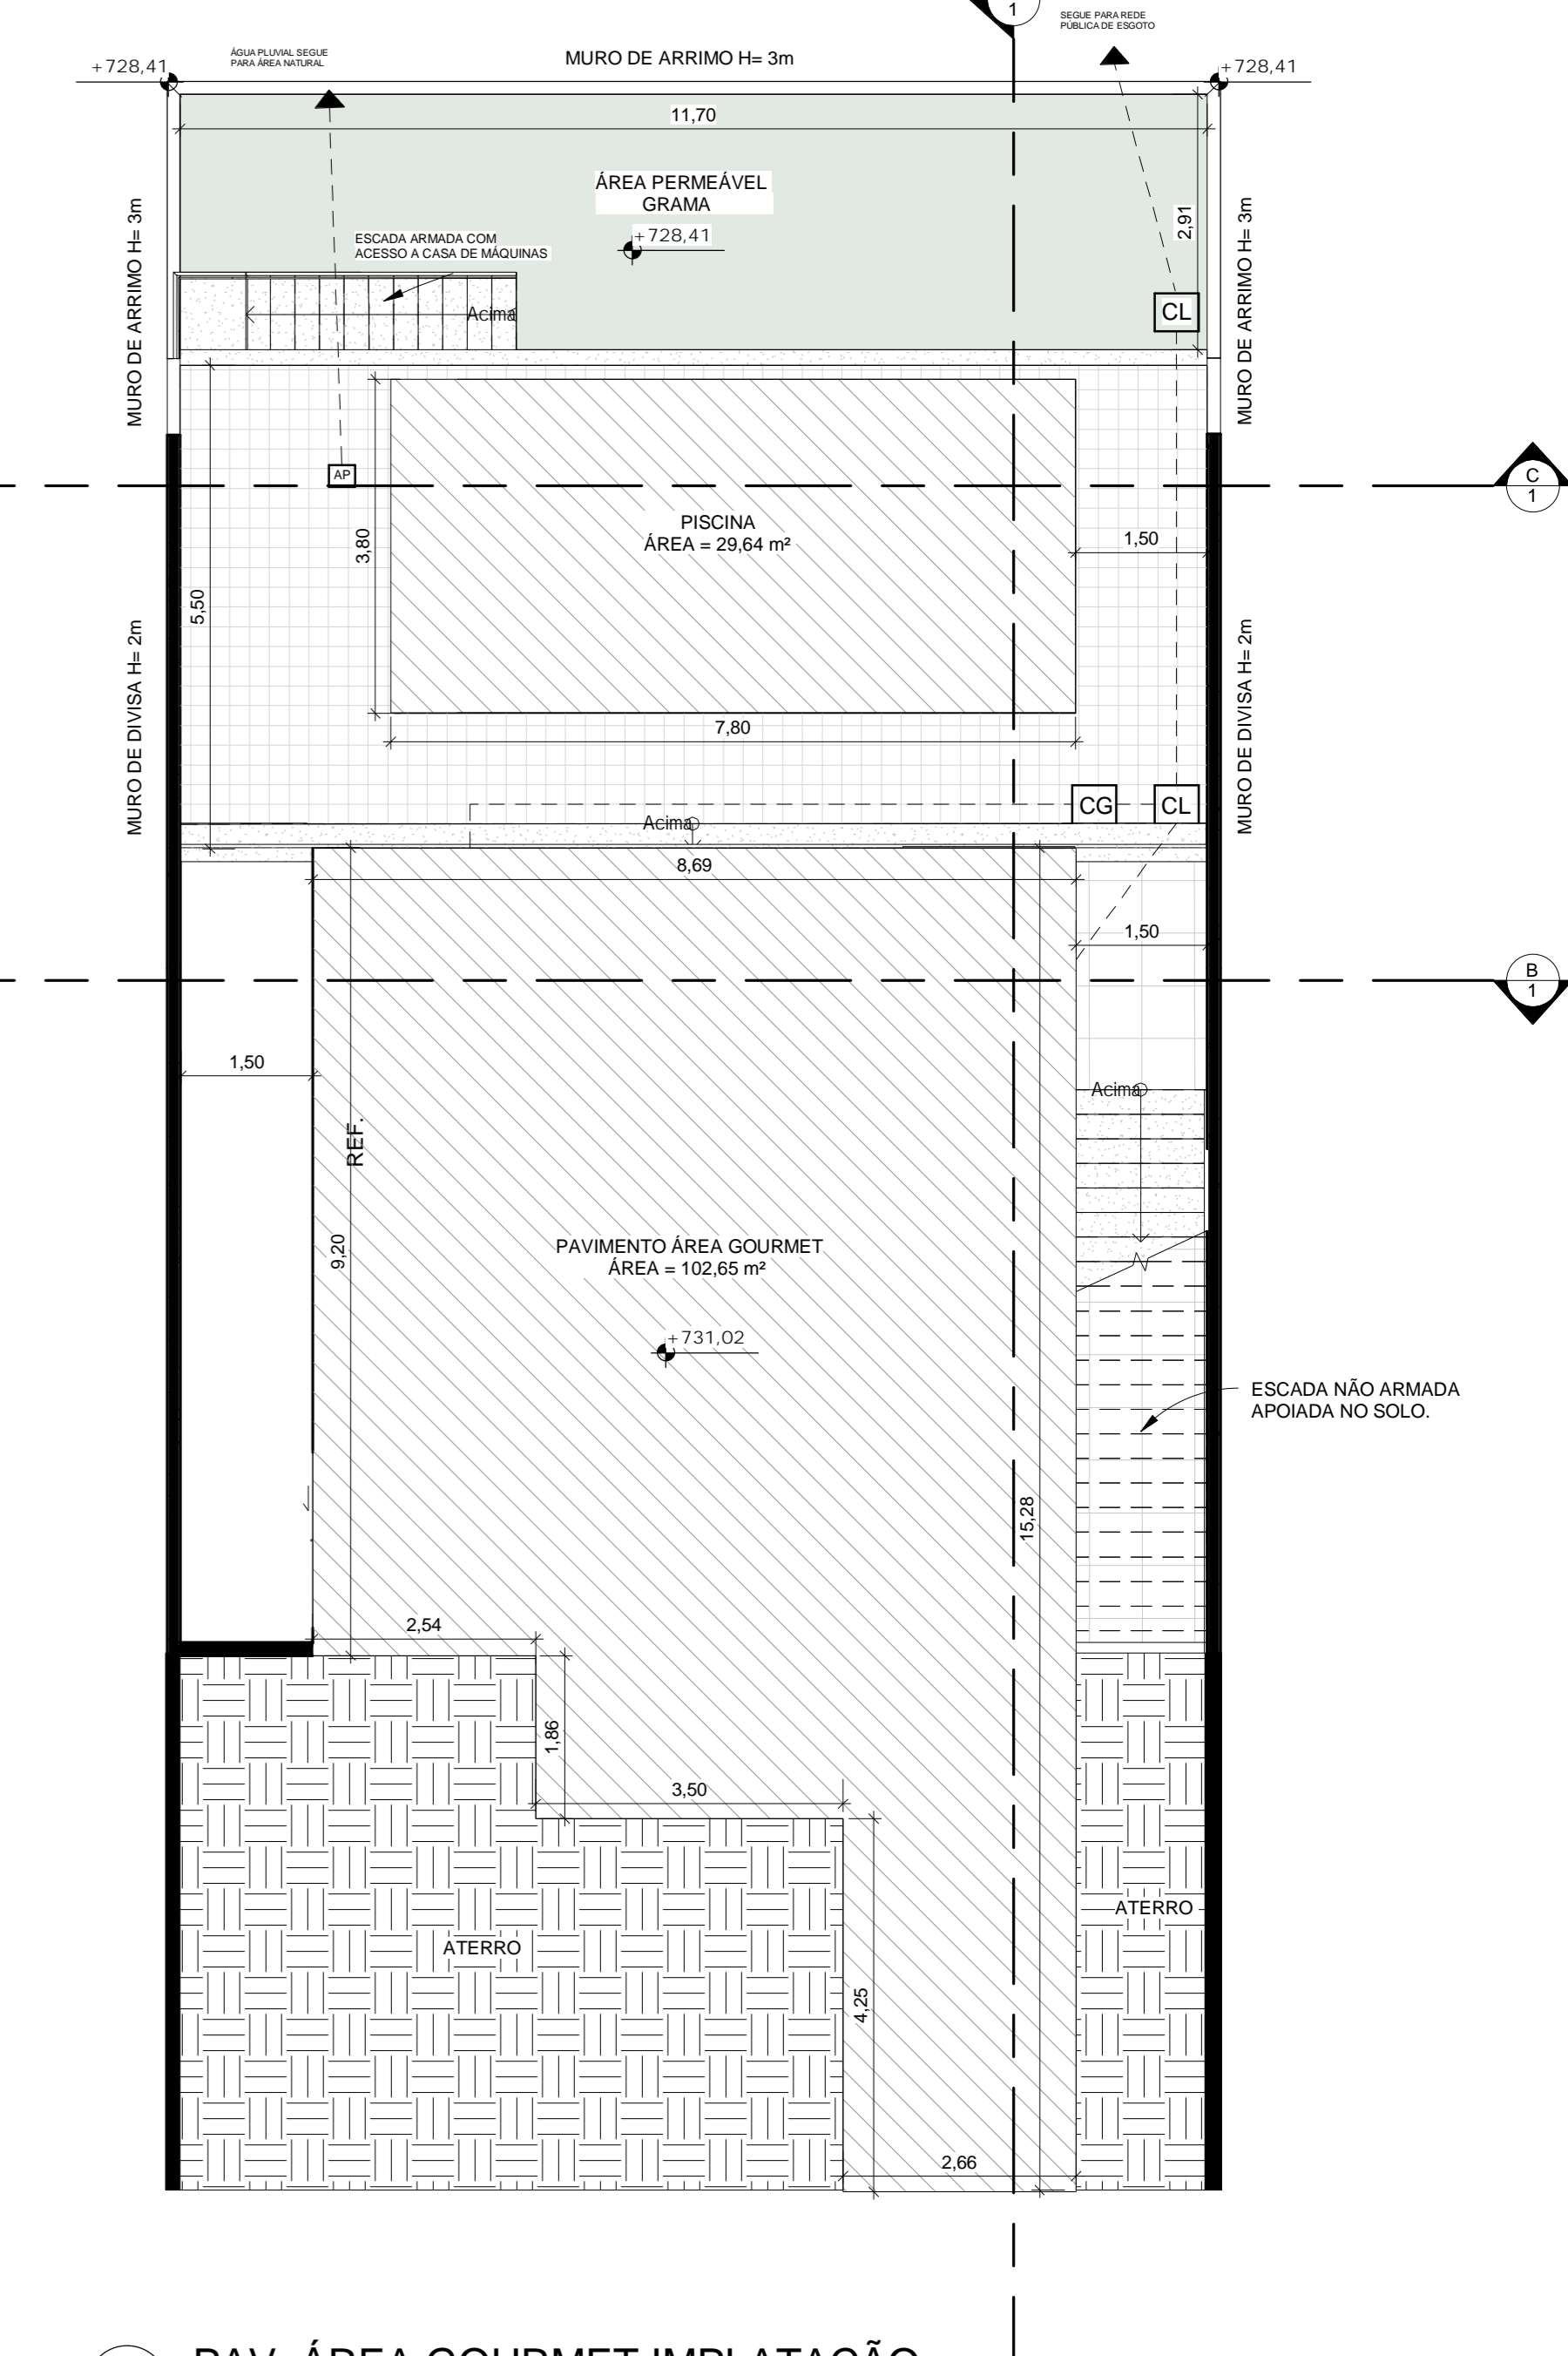 1
SEGUE PARA REDE
PÚBLICA DE ESGOTO
ÁGUA PLUVIAL SEGUE
PARA ÁREA NATURAL
MURO DE ARRIMO H= 3m
+728,41
+728,41
11,70
ÁREA PERMEÁVEL
GRAMA
+728,41
2,91
MURO DE ARRIMO H= 3m
MURO DE ARRIMO H= 3m
ESCADA ARMADA COM
ACESSO A CASA DE MÁQUINAS
Acima
CL
AP
C
1
PISCINA
ÁREA = 29,64 m²
3,80
1,50
5,50
7,80
MURO DE DIVISA H= 2m
MURO DE DIVISA H= 2m
CG
CL
Acima
8,69
1,50
B
1
1,50
Acima
REF.
9,20
PAVIMENTO ÁREA GOURMET
ÁREA = 102,65 m²
+731,02
ESCADA NÃO ARMADA
APOIADA NO SOLO.
15,28
2,54
1,86
3,50
ATERRO
ATERRO
4,25
2,66
PAV. ÁREA GOURMET IMPLATAÇÃO